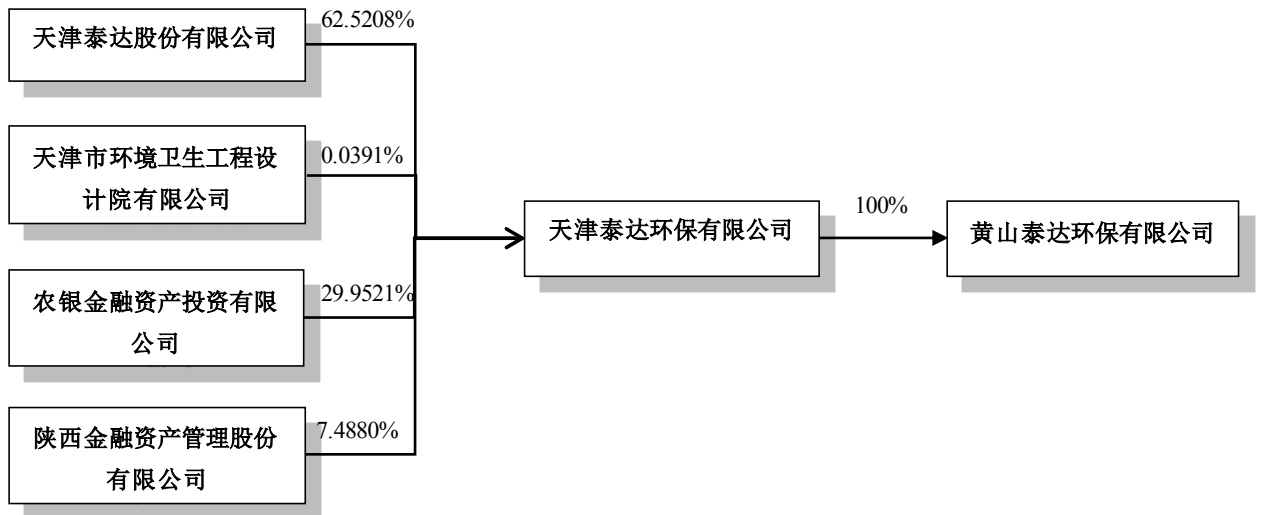 天津泰达股份有限公司
62.5208%
天津市环境卫生工程设
计院有限公司
0.0391%
农银金融资产投资有限
公司
29.9521%
陕西金融资产管理股份
有限公司
7.4880%
天津泰达环保有限公司
100%
黄山泰达环保有限公司